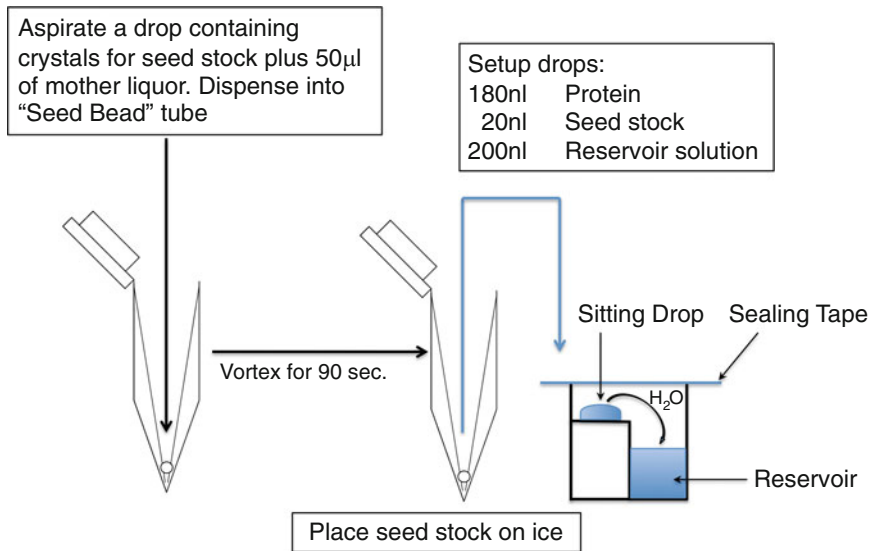 Aspirate a drop containing
crystals for seed stock plus 50µl
of mother liquor. Dispense into
“Seed Bead” tube
Setup drops:
180nl Protein
20nl Seed stock
200nl Reservoir solution
Vortex for 90 sec.
Sitting Drop
Sealing Tape
H₂O
Reservoir
Place seed stock on ice